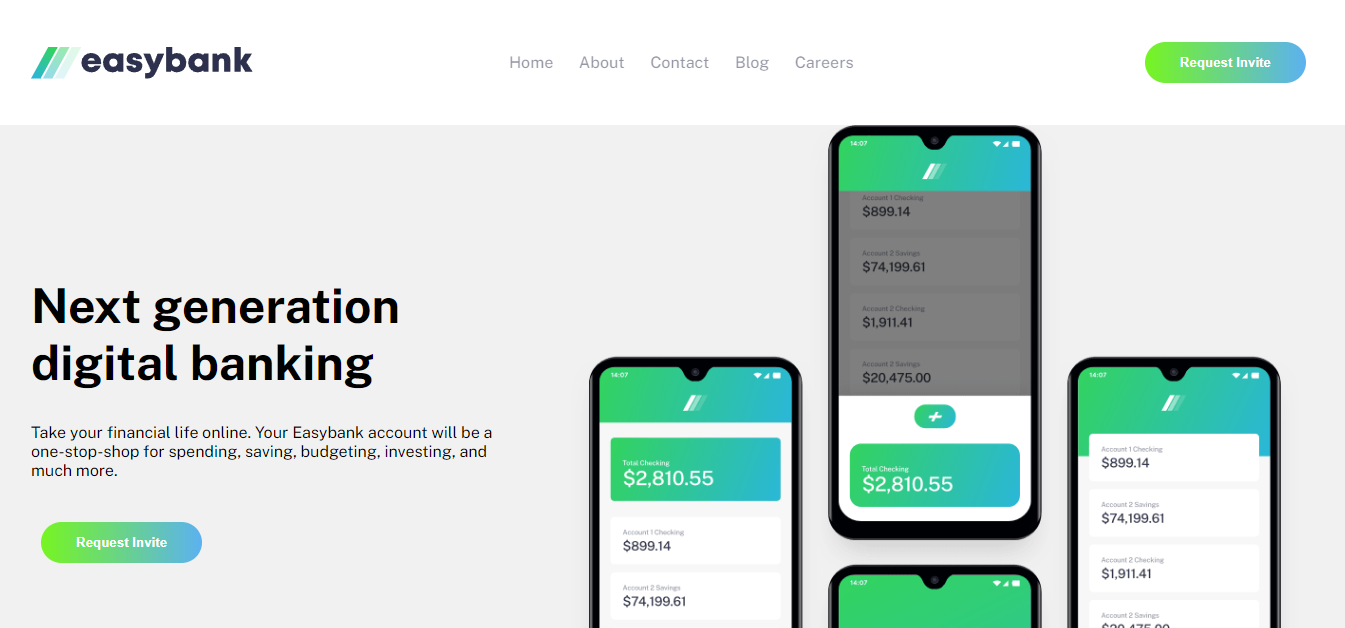 easybank
Home
About
Contact
Blog
Careers
Request Invite
Next generation
digital banking
Take your financial life online. Your Easybank account will be a
one-stop-shop for spending, saving, budgeting, investing, and
much more.
Request Invite
14:07
Total Checking
$2,810.55
Account 1 Checking
$899.14
Account 2 Savings
$74,199.61
14:07
Account 1 Checking
$899.14
Account 2 Savings
$74,199.61
Account 2 Checking
$1,911.41
Account 2 Savings
$20,475.00
Total Checking
$2,810.55
14:07
14:07
Account 1 Checking
$899.14
Account 2 Savings
$74,199.61
Account 2 Checking
$1,911.41
Account 2 Savings
$20,475.00